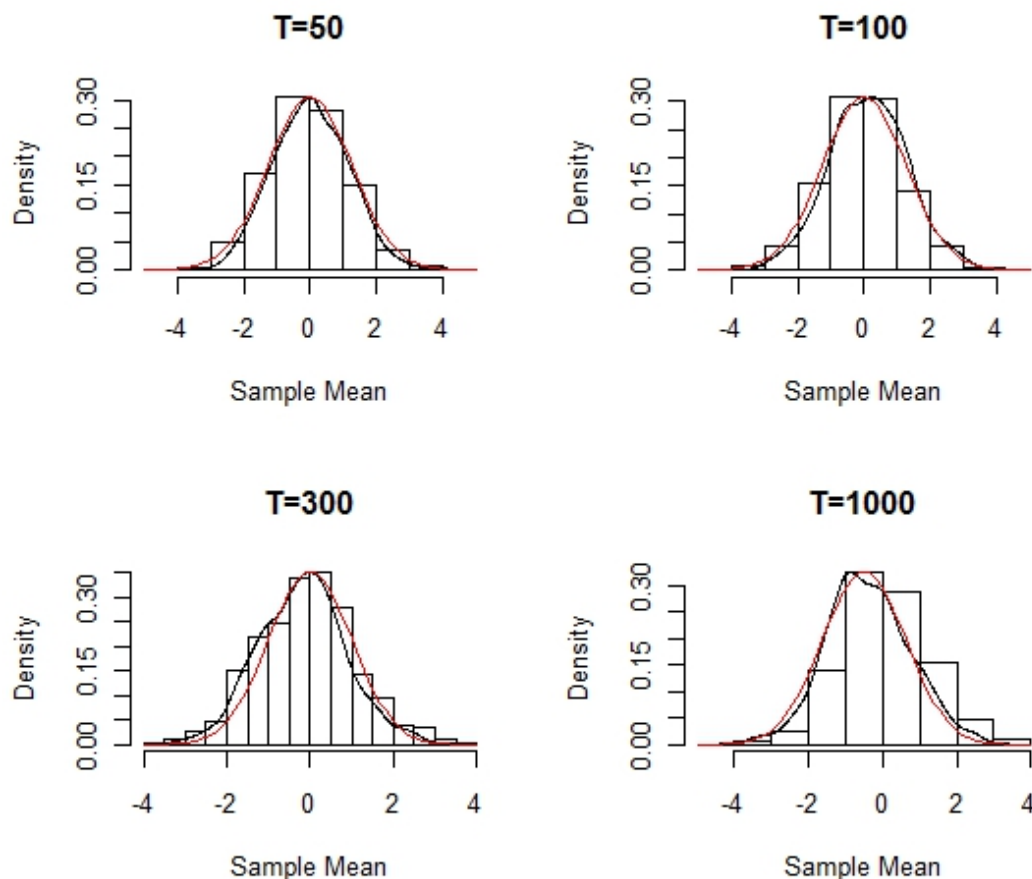 T=50
T=100
Density
0.00 0.15 0.30
-4 -2 0 2 4
Sample Mean
Density
0.00 0.15 0.30
-4 -2 0 2 4
Sample Mean
T=300
T=1000
Density
0.00 0.15 0.30
-4 -2 0 2 4
Sample Mean
Density
0.00 0.15 0.30
-4 -2 0 2 4
Sample Mean